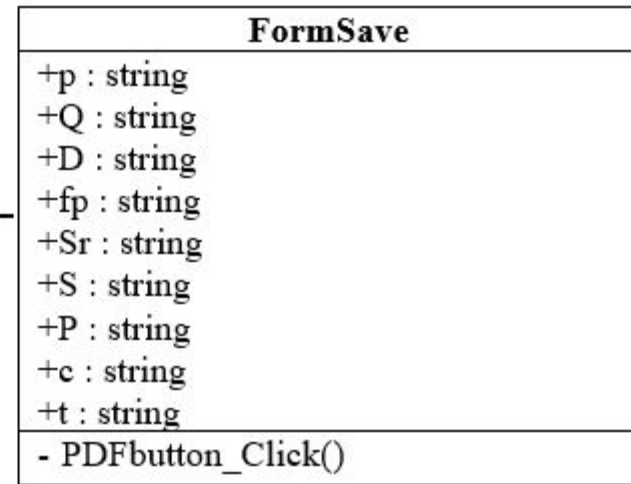 FormSave
+p : string
+Q : string
+D : string
+fp : string
+Sr : string
+S : string
+P : string
+c : string
+t : string
- PDFbutton_Click()